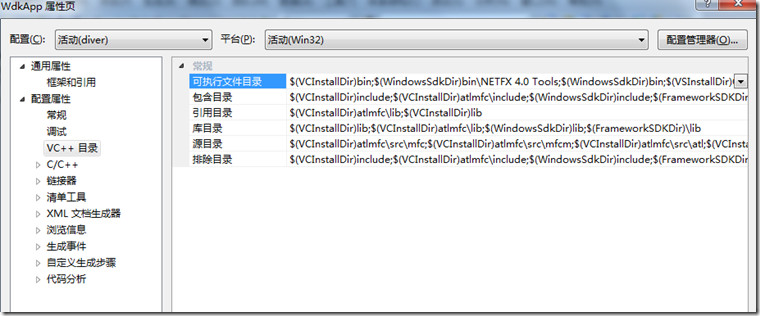 WdkApp 属性页
配置(C): 活动(diver) 平台(P): 活动(Win32) 配置管理器(O)...
通用属性
框架和引用
配置属性
常规
调试
VC++ 目录
C/C++
链接器
清单工具
XML 文档生成器
浏览信息
生成事件
自定义生成步骤
代码分析
常规
可执行文件目录 $(VCInstallDir)bin;$(WindowsSdkDir)bin\NETFX 4.0 Tools;$(WindowsSdkDir)bin;$(VSInstallDir)
包含目录 $(VCInstallDir)include;$(VCInstallDir)atlmfc\include;$(WindowsSdkDir)include;$(FrameworkSDKDir
引用目录 $(VCInstallDir)atlmfc\lib;$(VCInstallDir)lib
库目录 $(VCInstallDir)lib;$(VCInstallDir)atlmfc\lib;$(WindowsSdkDir)lib;$(FrameworkSDKDir)\lib
源目录 $(VCInstallDir)atlmfc\src\mfc;$(VCInstallDir)atlmfc\src\mfcm;$(VCInstallDir)atlmfc\src\atl;$(VCInst
排除目录 $(VCInstallDir)include;$(VCInstallDir)atlmfc\include;$(WindowsSdkDir)include;$(FrameworkSDKDir